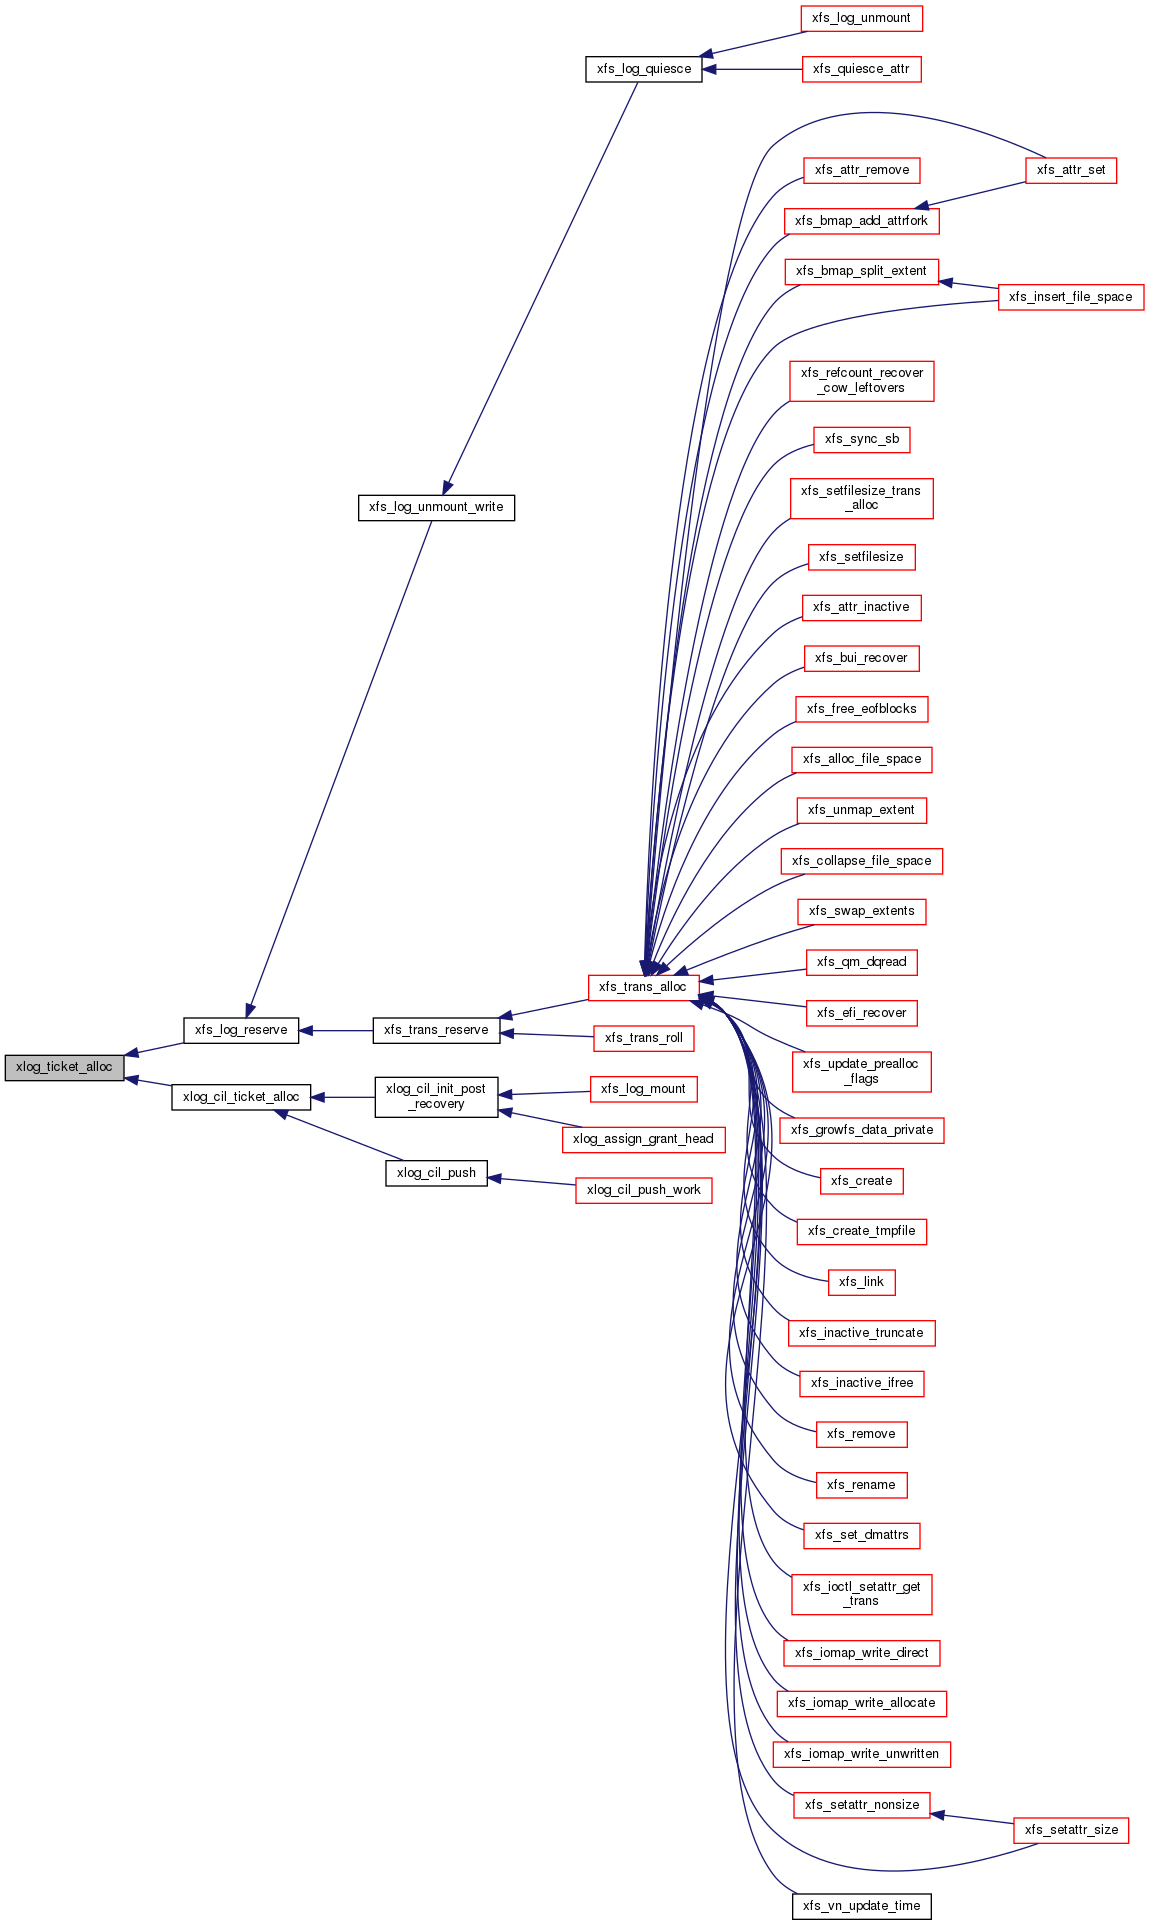 xfs_log_unmount
xfs_log_quiesce
xfs_quiesce_attr
xfs_attr_remove
xfs_attr_set
xfs_bmap_add_attrfork
xfs_bmap_split_extent
xfs_insert_file_space
xfs_refcount_recover
_cow_leftovers
xfs_sync_sb
xfs_setfilesize_trans
_alloc
xfs_log_unmount_write
xfs_setfilesize
xfs_attr_inactive
xfs_bui_recover
xfs_free_eofblocks
xfs_alloc_file_space
xfs_unmap_extent
xfs_collapse_file_space
xfs_swap_extents
xfs_qm_dqread
xfs_trans_alloc
xfs_efi_recover
xfs_log_reserve
xfs_trans_reserve
xfs_trans_roll
xlog_ticket_alloc
xfs_update_prealloc
_flags
xlog_cil_ticket_alloc
xlog_cil_init_post
_recovery
xfs_log_mount
xfs_growfs_data_private
xlog_assign_grant_head
xlog_cil_push
xfs_create
xlog_cil_push_work
xfs_create_tmpfile
xfs_link
xfs_inactive_truncate
xfs_inactive_ifree
xfs_remove
xfs_rename
xfs_set_dmattrs
xfs_ioctl_setattr_get
_trans
xfs_iomap_write_direct
xfs_iomap_write_allocate
xfs_iomap_write_unwritten
xfs_setattr_nonsize
xfs_setattr_size
xfs_vn_update_time